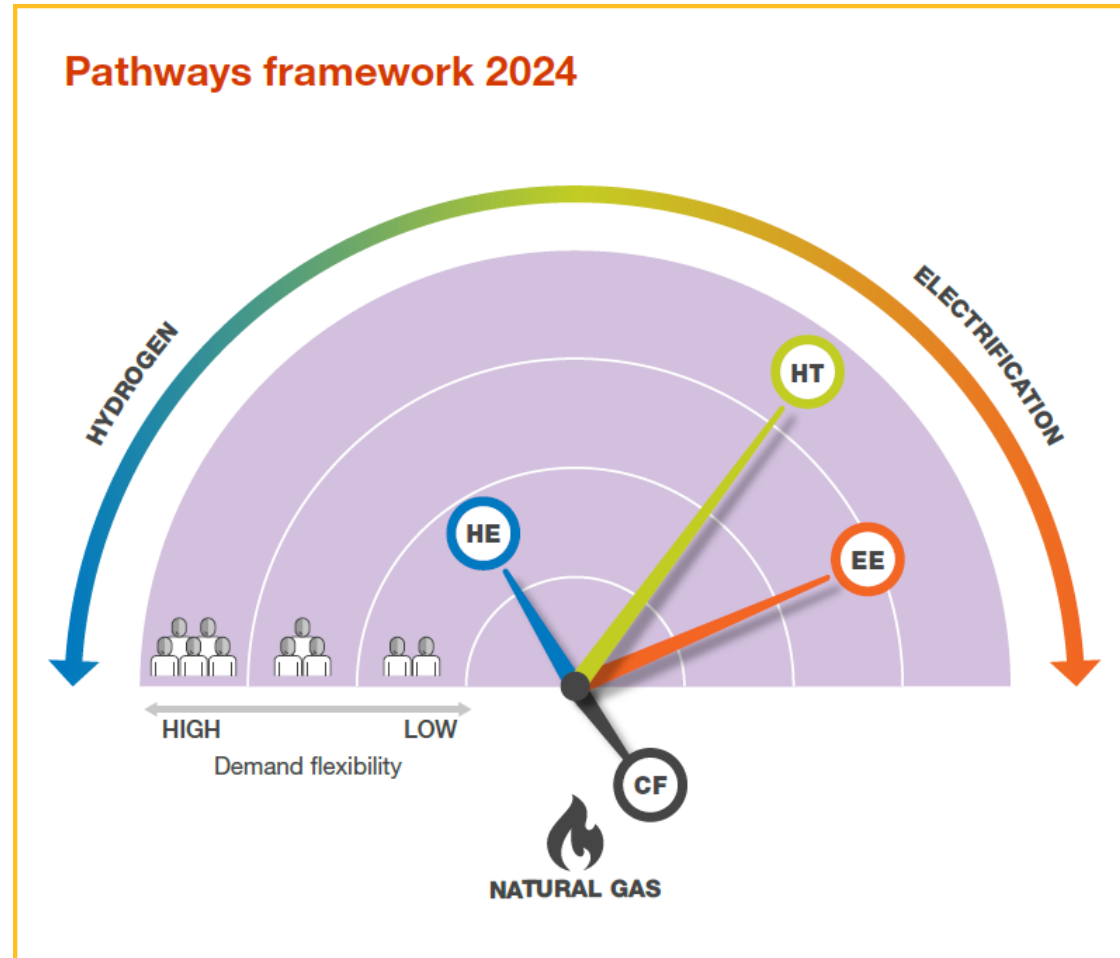 Pathways framework 2024
HYDROGEN
ELECTRIFICATION
HT
HE
EE
HIGH
LOW
Demand flexibility
CF
NATURAL GAS